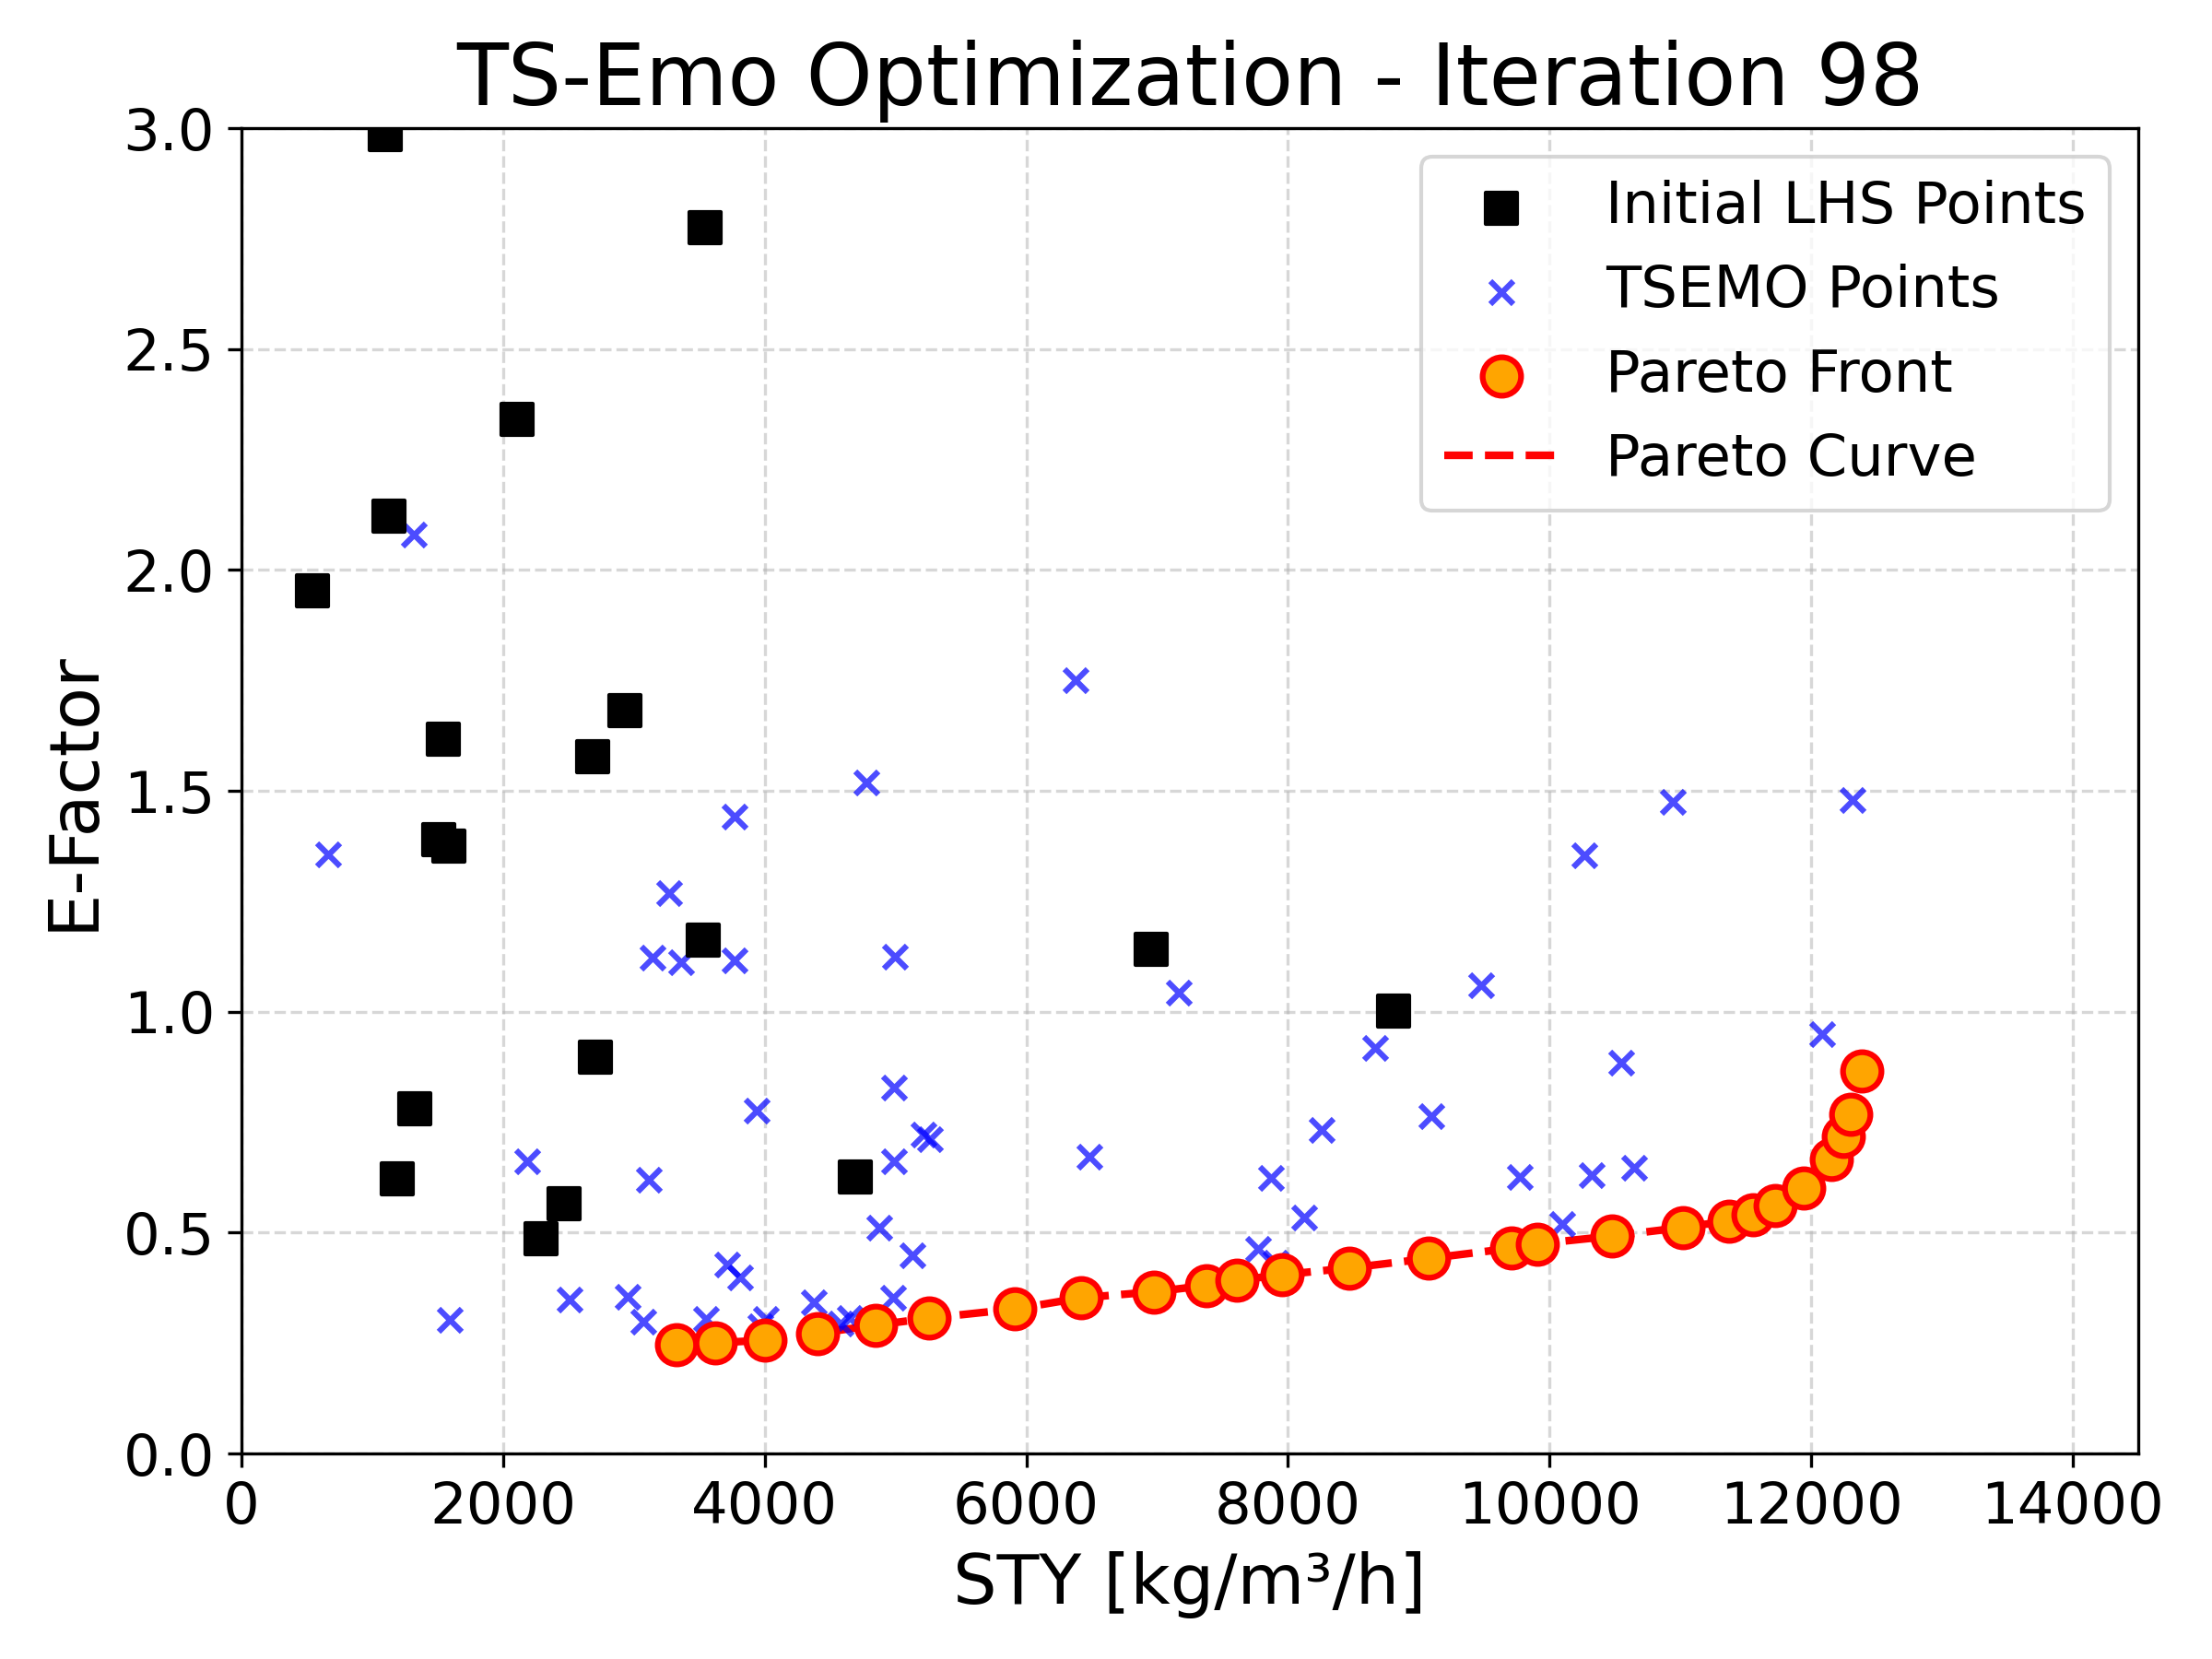 TS-Emo Optimization - Iteration 98
3.0
2.5
2.0
1.5
1.0
0.5
0.0
E-Factor
Initial LHS Points
TSEMO Points
Pareto Front
Pareto Curve
0 2000 4000 6000 8000 10000 12000 14000
STY [kg/m³/h]